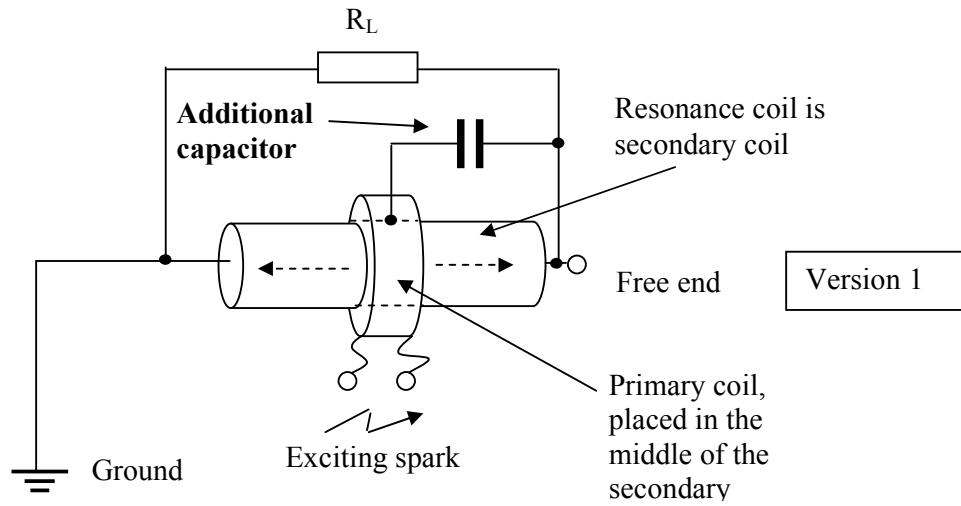 R_L
Additional
capacitor
Resonance coil is
secondary coil
Free end
Version 1
Primary coil,
placed in the
middle of the
secondary
Exciting spark
Ground